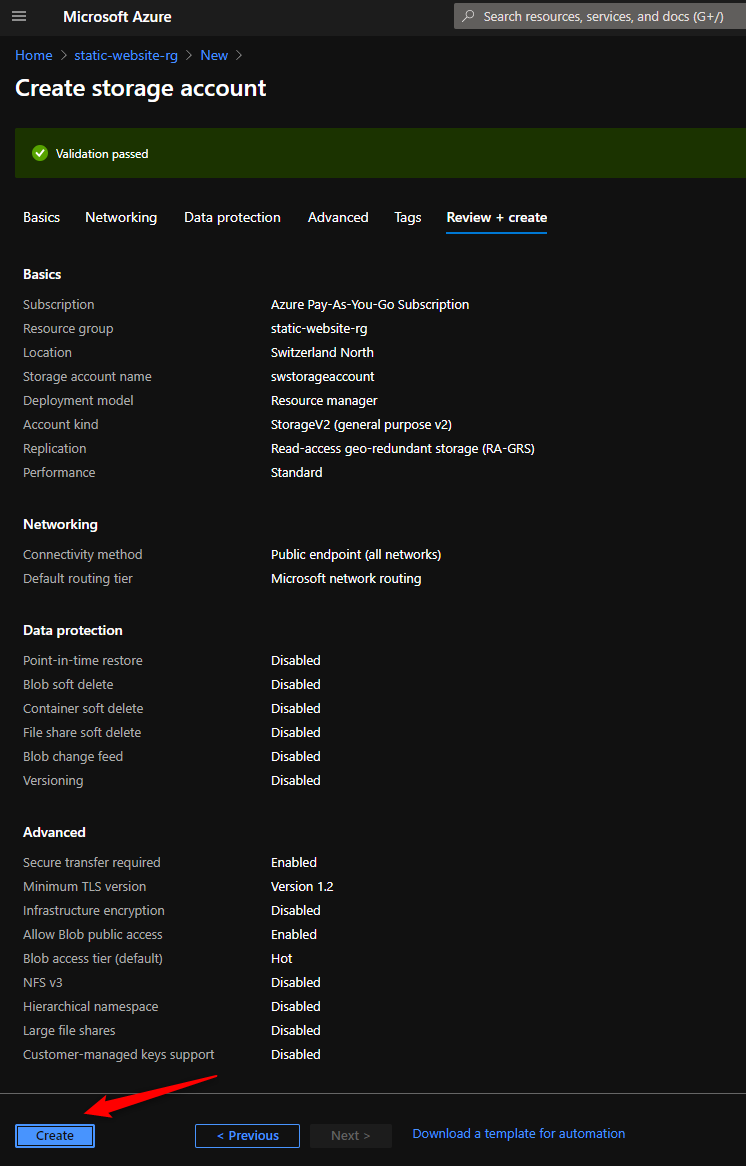 Microsoft Azure
Search resources, services, and docs (G+/)
Home > static-website-rg > New >
Create storage account
Validation passed
Basics Networking Data protection Advanced Tags Review + create
Basics
Subscription Azure Pay-As-You-Go Subscription
Resource group static-website-rg
Location Switzerland North
Storage account name swstorageaccount
Deployment model Resource manager
Account kind StorageV2 (general purpose v2)
Replication Read-access geo-redundant storage (RA-GRS)
Performance Standard
Networking
Connectivity method Public endpoint (all networks)
Default routing tier Microsoft network routing
Data protection
Point-in-time restore Disabled
Blob soft delete Disabled
Container soft delete Disabled
File share soft delete Disabled
Blob change feed Disabled
Versioning Disabled
Advanced
Secure transfer required Enabled
Minimum TLS version Version 1.2
Infrastructure encryption Disabled
Allow Blob public access Enabled
Blob access tier (default) Hot
NFS v3 Disabled
Hierarchical namespace Disabled
Large file shares Disabled
Customer-managed keys support Disabled
Create < Previous Next > Download a template for automation